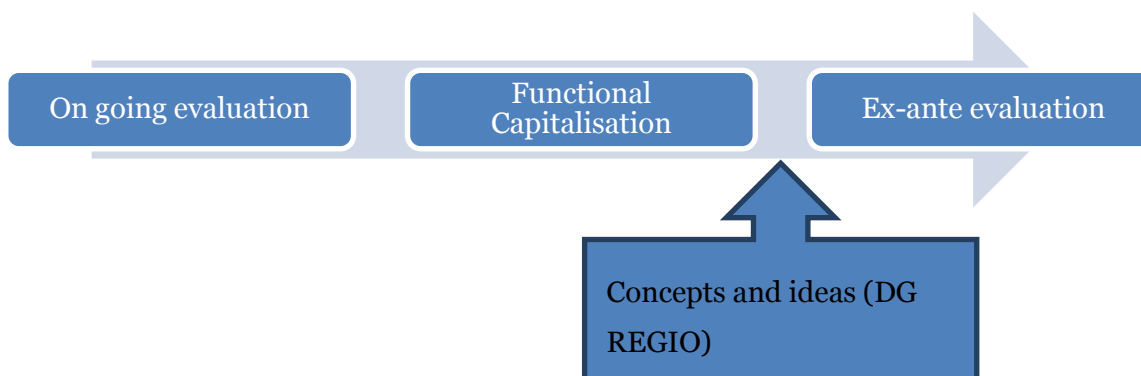 On going evaluation
Functional
Capitalisation
Ex-ante evaluation
Concepts and ideas (DG
REGIO)